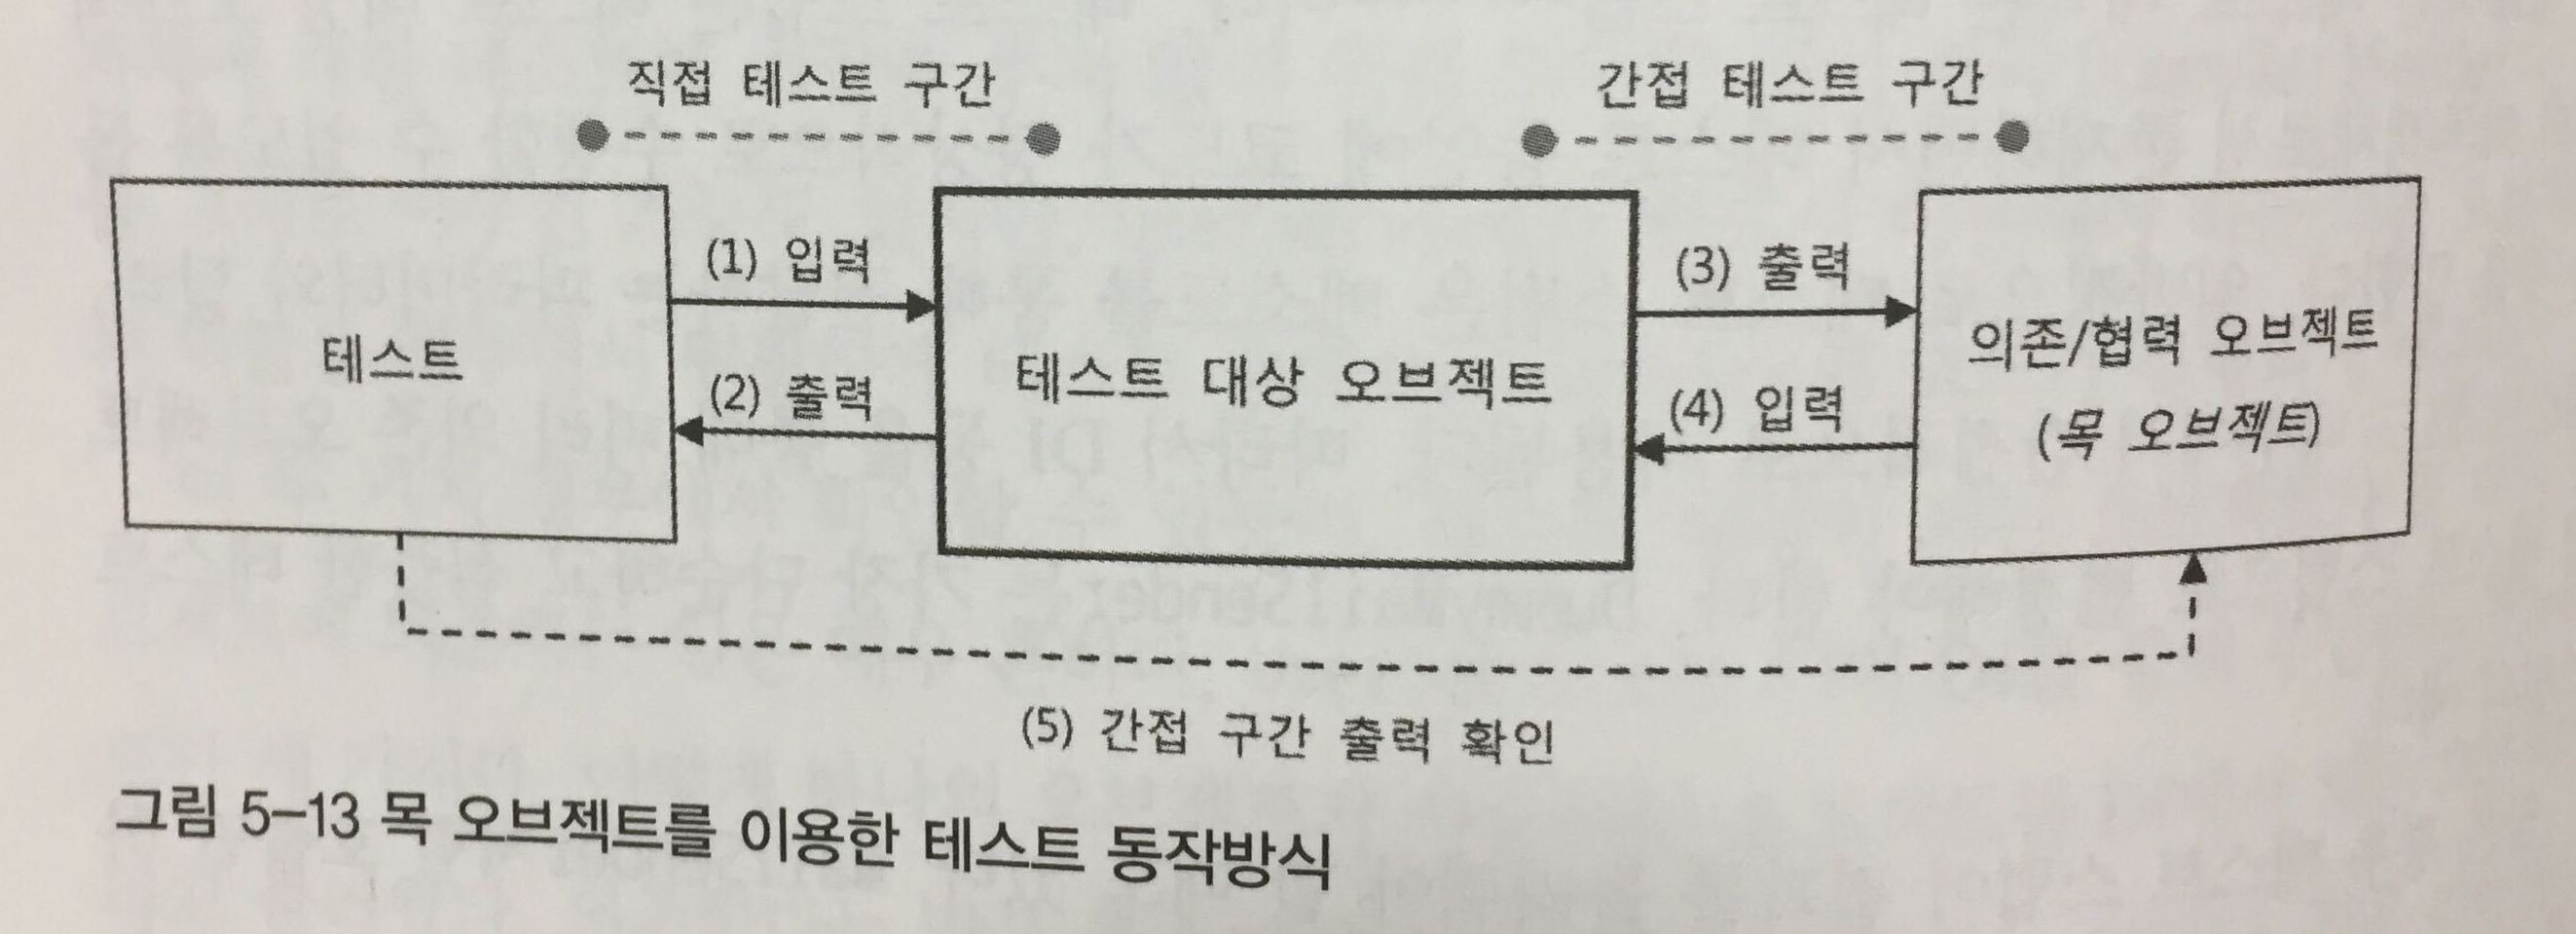 직접 테스트 구간
간접 테스트 구간
(1) 입력
(3) 출력
테스트
테스트 대상 오브젝트
의존/협력 오브젝트
(목 오브젝트)
(2) 출력
(4) 입력
(5) 간접 구간 출력 확인
그림 5-13 목 오브젝트를 이용한 테스트 동작방식